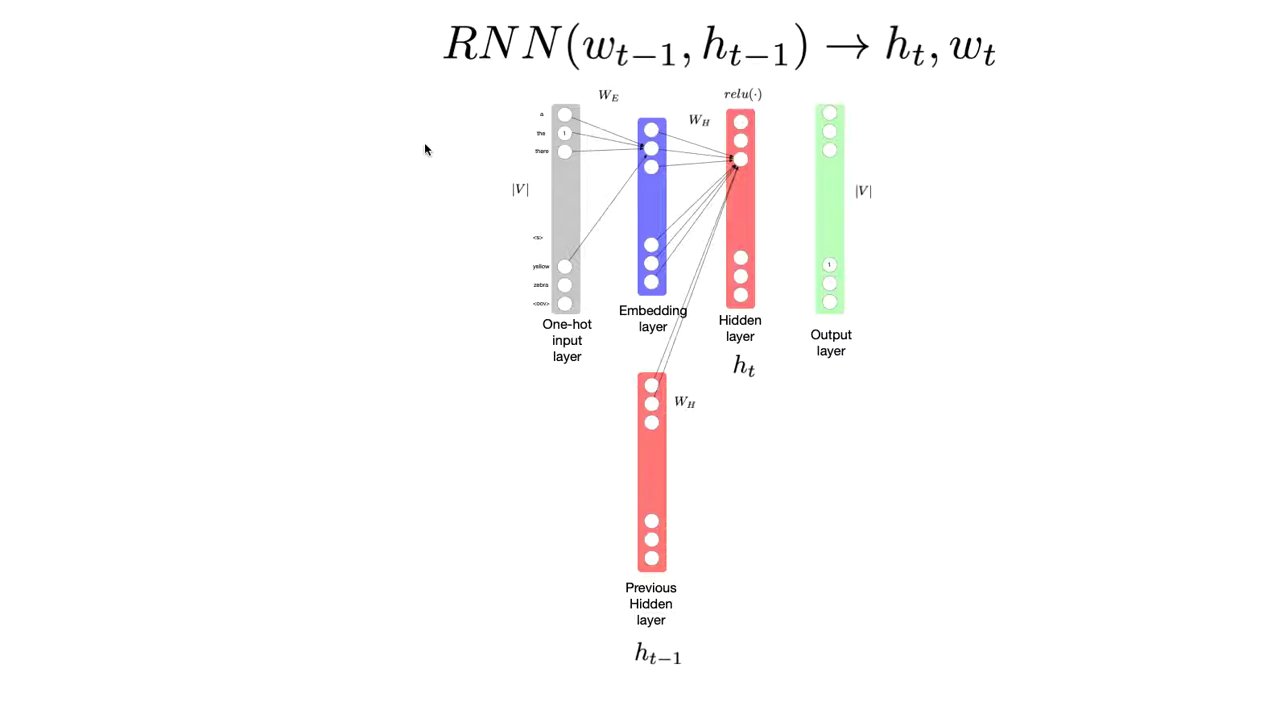 RNN(w_{t-1}, h_{t-1}) → h_t, w_t
W_E
relu(·)
W_H
a
the
1
there
|V|
|V|
<s>
yellow
1
zebra
<oov>
Embedding
layer
One-hot
input
layer
Hidden
layer
Output
layer
h_t
W_H
Previous
Hidden
layer
h_{t-1}